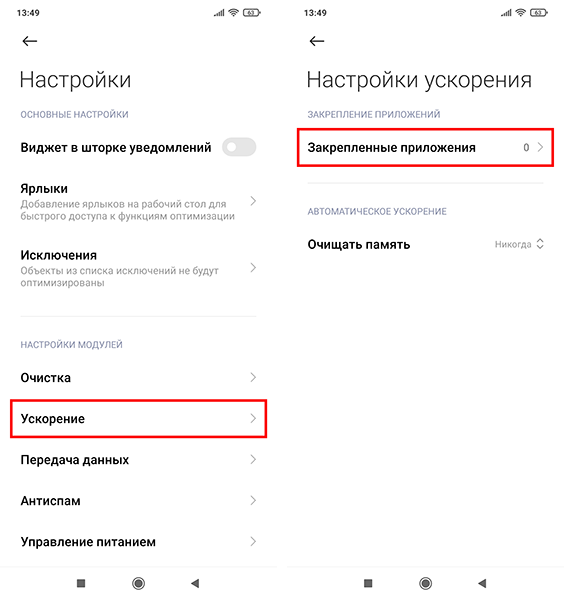 13:49
63
Настройки
ОСНОВНЫЕ НАСТРОЙКИ
Виджет в шторке уведомлений
Ярлыки
Добавление ярлыков на рабочий стол для
быстрого доступа к функциям оптимизации
Исключения
Объекты из списка исключений не будут
оптимизированы
НАСТРОЙКИ МОДУЛЕЙ
Очистка
Ускорение
Передача данных
Антиспам
Управление питанием
13:49
63
Настройки ускорения
ЗАКРЕПЛЕНИЕ ПРИЛОЖЕНИЙ
Закрепленные приложения 0
АВТОМАТИЧЕСКОЕ УСКОРЕНИЕ
Очищать память Никогда